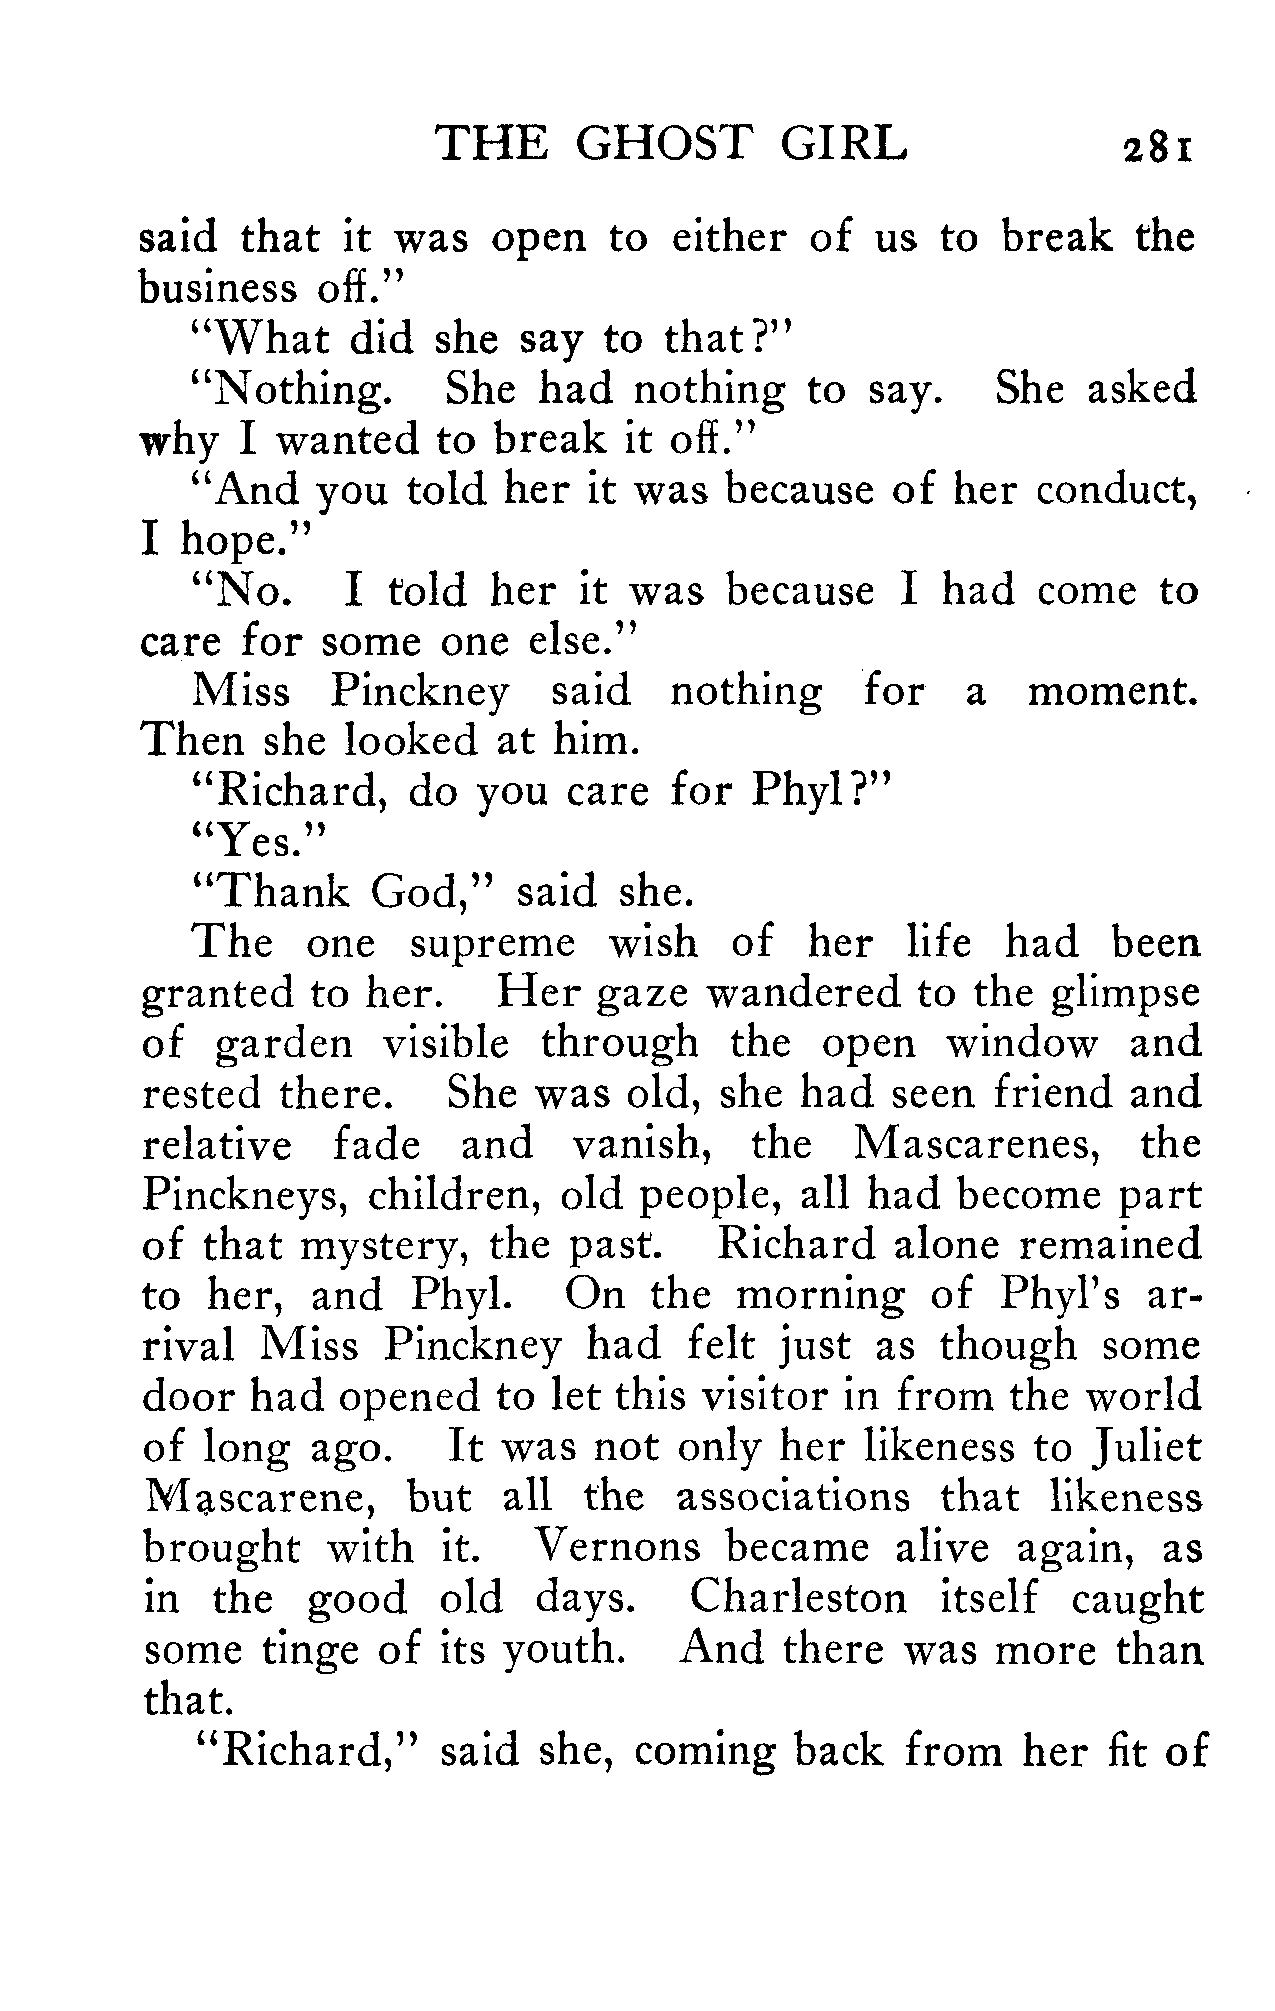 THE GHOST GIRL 281
said that it was open to either of us to break the
business off."
"What did she say to that?"
"Nothing. She had nothing to say. She asked
why I wanted to break it off."
"And you told her it was because of her conduct,
I hope."
"No. I told her it was because I had come to
care for some one else."
Miss Pinckney said nothing for a moment.
Then she looked at him.
"Richard, do you care for Phyl?"
"Yes."
"Thank God," said she.
The one supreme wish of her life had been
granted to her. Her gaze wandered to the glimpse
of garden visible through the open window and
rested there. She was old, she had seen friend and
relative fade and vanish, the Mascarenes, the
Pinckneys, children, old people, all had become part
of that mystery, the past. Richard alone remained
to her, and Phyl. On the morning of Phyl's ar-
rival Miss Pinckney had felt just as though some
door had opened to let this visitor in from the world
of long ago. It was not only her likeness to Juliet
Mascarene, but all the associations that likeness
brought with it. Vernons became alive again, as
in the good old days. Charleston itself caught
some tinge of its youth. And there was more than
that.
"Richard," said she, coming back from her fit of